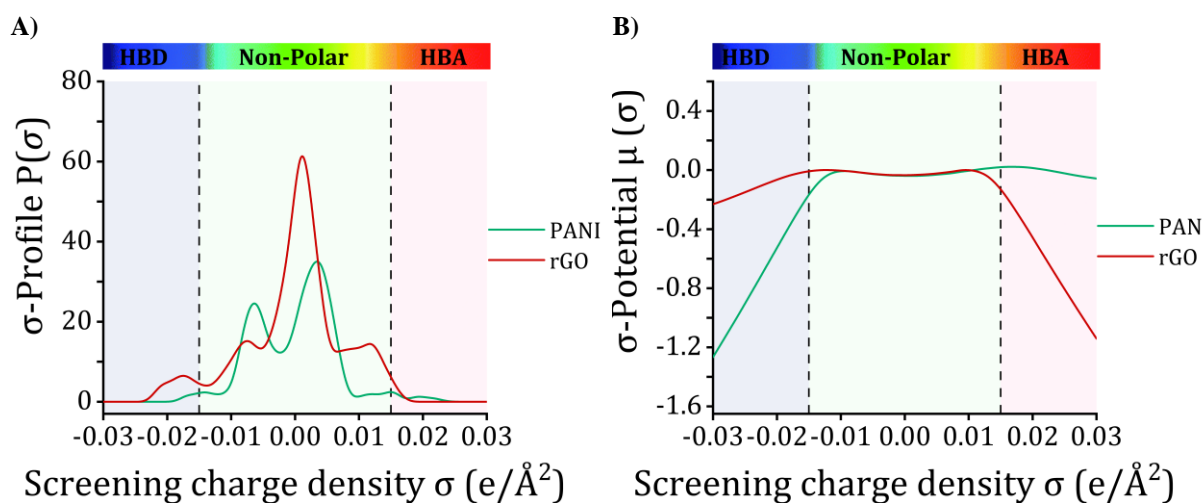 A)
HBD Non-Polar HBA
80
60
40
20
0
σ-Profile P(σ)
PANI
rGO
-0.03 -0.02 -0.01 0.00 0.01 0.02 0.03
Screening charge density σ (e/Å²)
B)
HBD Non-Polar HBA
0.4
0.0
-0.4
-0.8
-1.2
-1.6
σ-Potential μ (σ)
PAN
rGO
-0.03 -0.02 -0.01 0.00 0.01 0.02 0.03
Screening charge density σ (e/Å²)